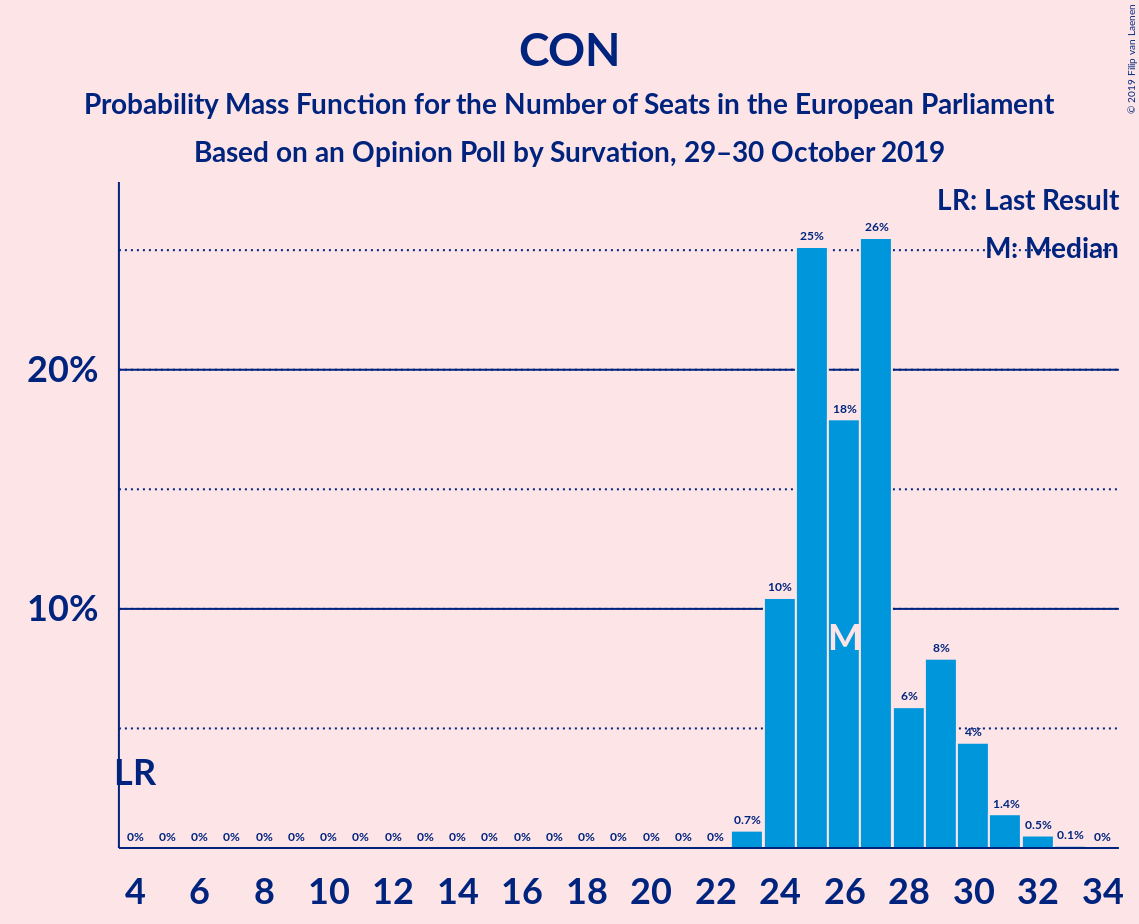 CON
Probability Mass Function for the Number of Seats in the European Parliament
Based on an Opinion Poll by Survation, 29–30 October 2019
© 2019 Filip van Laenen
LR: Last Result
M: Median
26%
25%
20%
18%
10%
10%
M
8%
6%
4%
LR
1.4%
0.7%
0.5%
0.1%
0% 0% 0% 0% 0% 0% 0% 0% 0% 0% 0% 0% 0% 0% 0% 0% 0% 0% 0% 0%
4 6 8 10 12 14 16 18 20 22 24 26 28 30 32 34